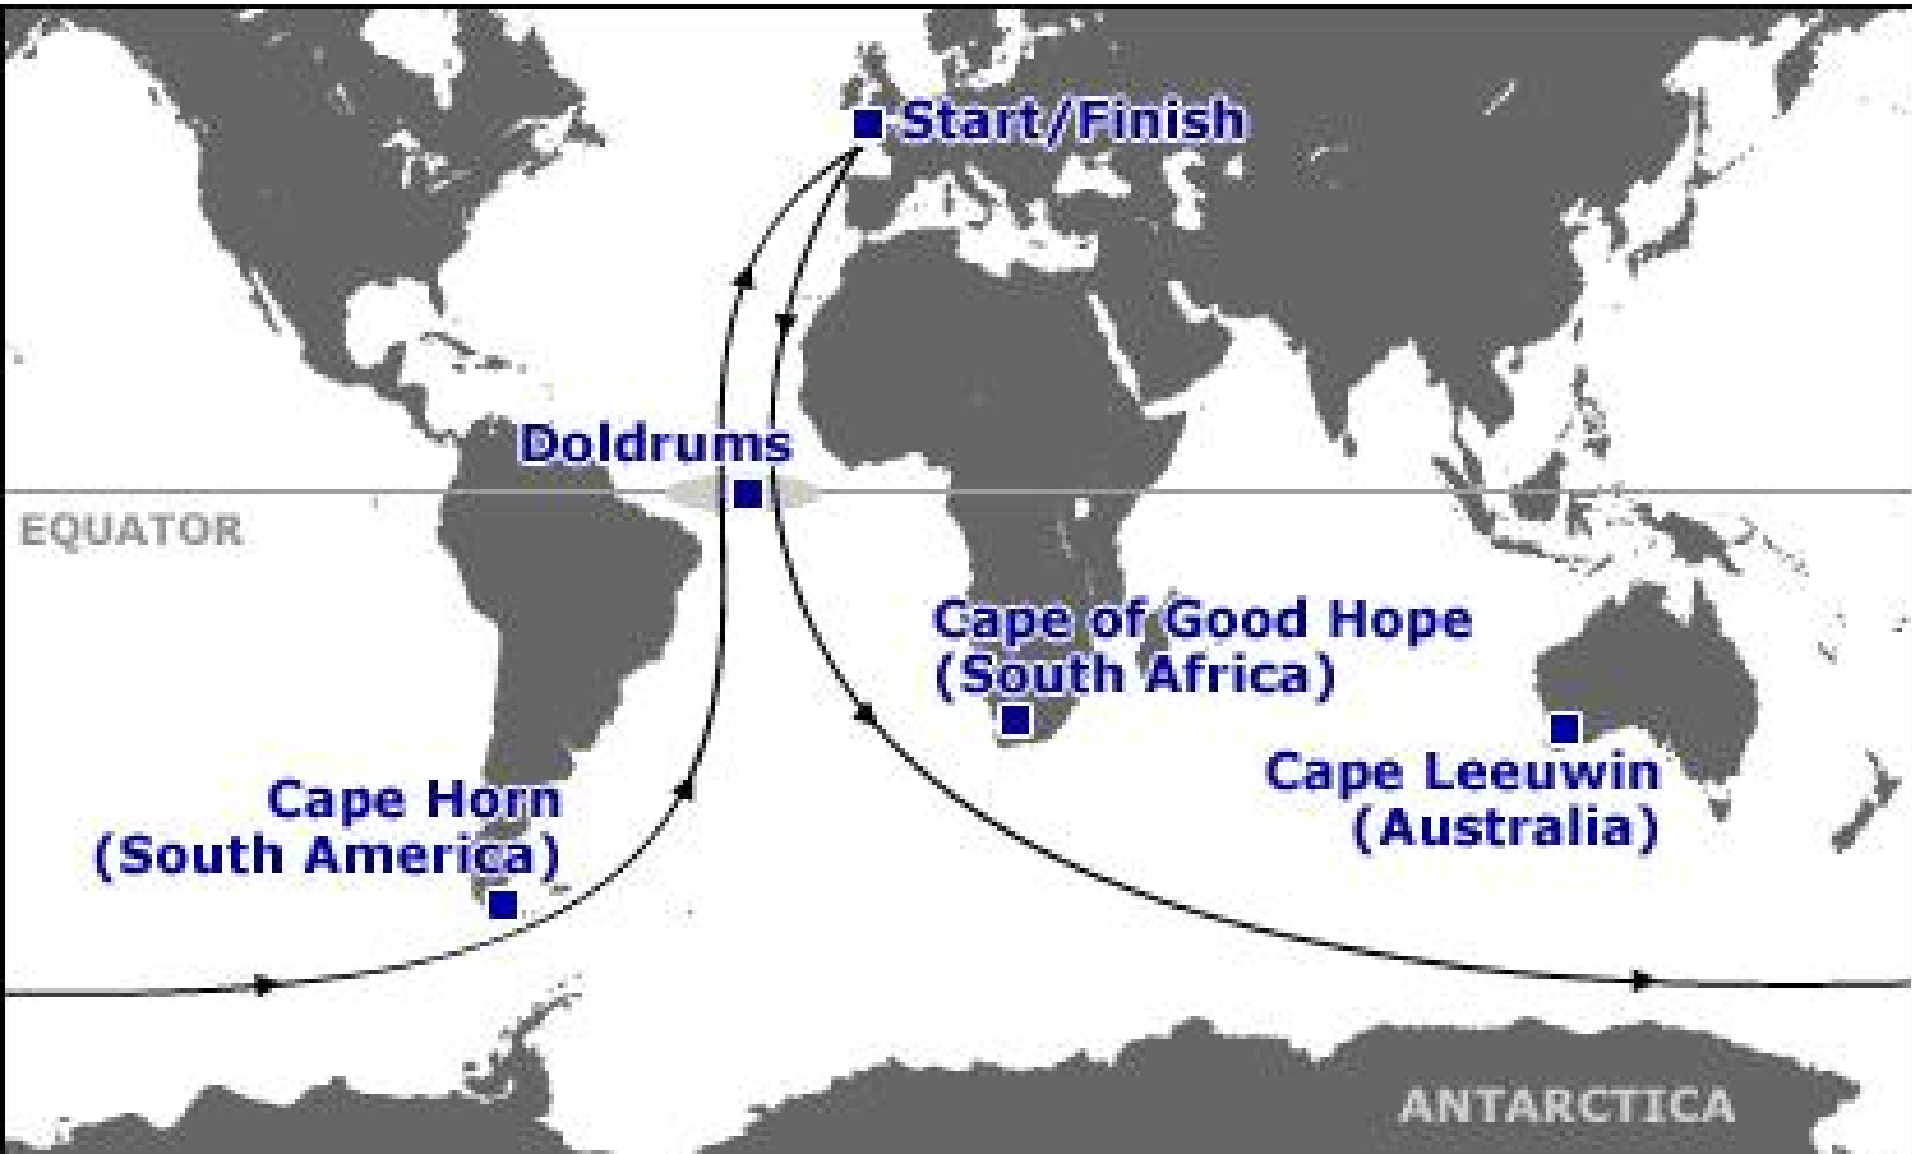 Start/Finish
Doldrums
EQUATOR
Cape of Good Hope
(South Africa)
Cape Leeuwin
(Australia)
Cape Horn
(South America)
ANTARCTICA